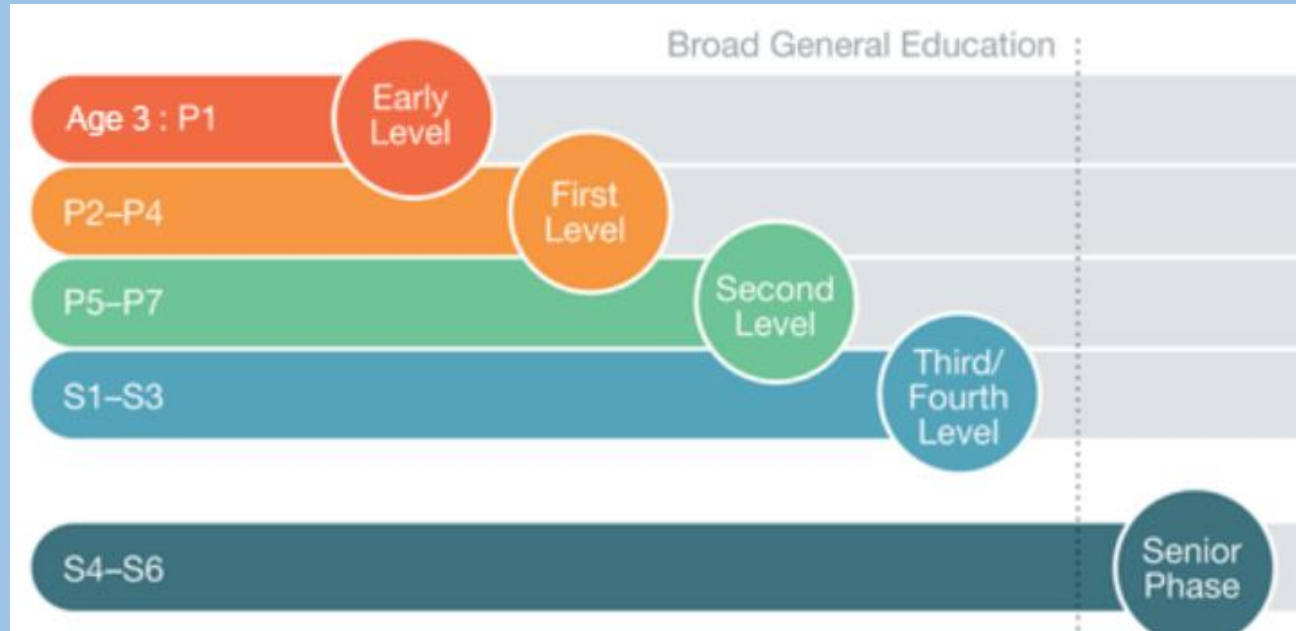 Broad General Education
Age 3 : P1
Early
Level
P2–P4
First
Level
P5–P7
Second
Level
S1–S3
Third/
Fourth
Level
S4–S6
Senior
Phase